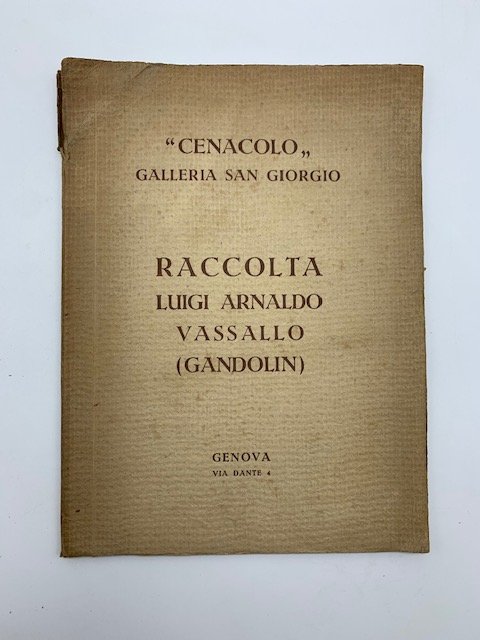 “CENACOLO„
GALLERIA SAN GIORGIO
RACCOLTA
LUIGI ARNALDO
VASSALLO
(GANDOLIN)
GENOVA
VIA DANTE 4